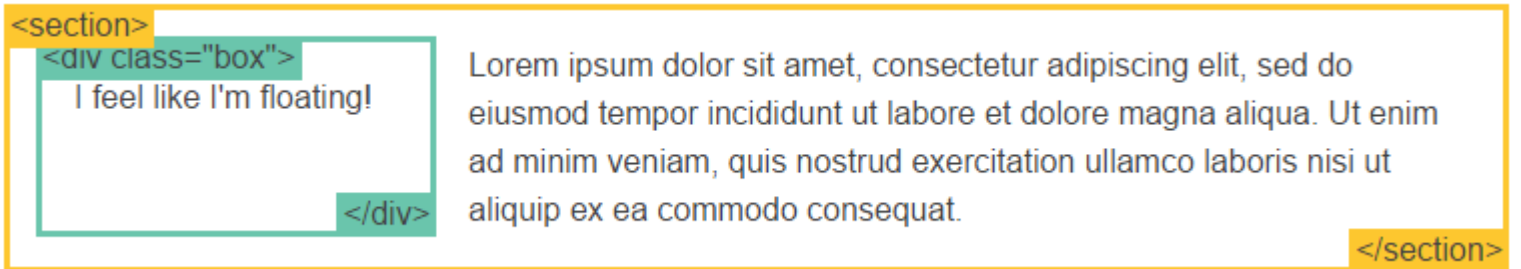 <section>
<div class="box">
I feel like I'm floating!
</div>
Lorem ipsum dolor sit amet, consectetur adipiscing elit, sed do
eiusmod tempor incididunt ut labore et dolore magna aliqua. Ut enim
ad minim veniam, quis nostrud exercitation ullamco laboris nisi ut
aliquip ex ea commodo consequat.
</section>